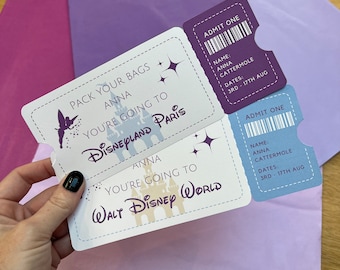 PACK YOUR BAGS
ANNA
YOU'RE GOING TO
Disneyland Paris
ADMIT ONE
NAME:
ANNA
CATTERMOLE
DATES:
3RD - 17TH AUG
ANNA
YOU'RE GOING TO
Walt Disney World
ADMIT ONE
NAME:
ANNA
CATTERMOLE
DATES:
3RD - 17TH AUG